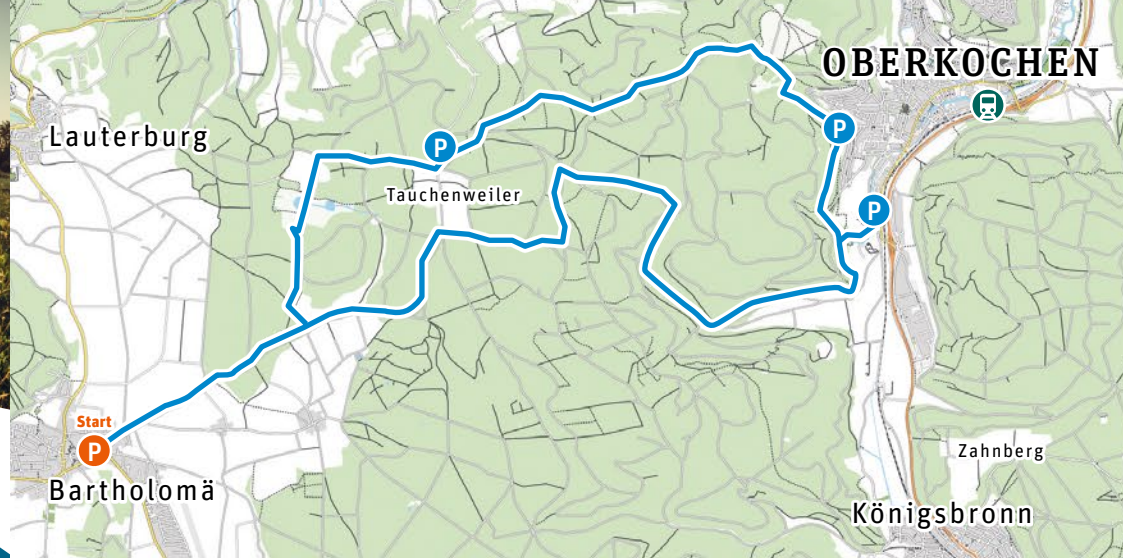 OBERKOCHEN
P
Lauterburg
P
Tauchenweiler
P
Start
P
Bartholomä
Zahnberg
Königsbronn